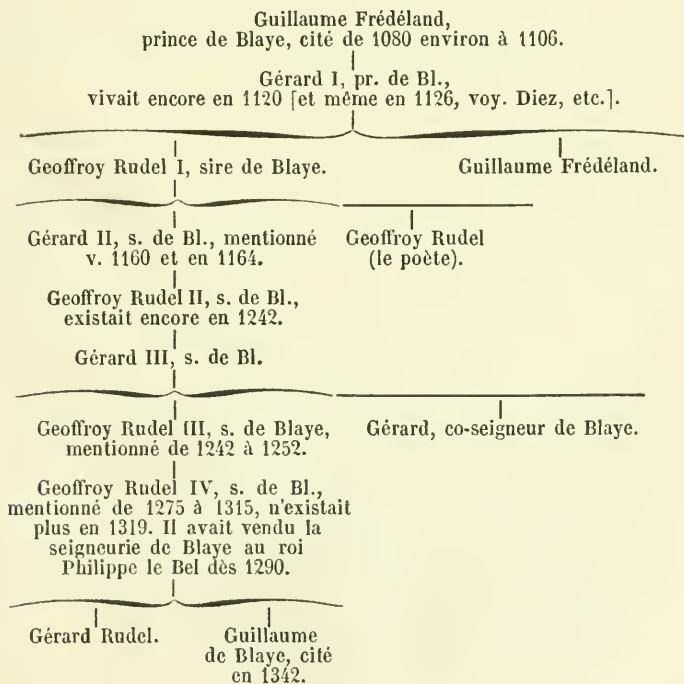 Guillaume Frédéland,
prince de Blaye, cité de 1080 environ à 1106.
Gérard I, pr. de Bl.,
vivait encore en 1120 [et même en 1126, voy. Diez, etc.].
Geoffroy Rudel I, sire de Blaye.
Guillaume Frédéland.
Gérard II, s. de Bl., mentionné
v. 1160 et en 1164.
Geoffroy Rudel
(le poète).
Geoffroy Rudel II, s. de Bl.,
existait encore en 1242.
Gérard III, s. de Bl.
Geoffroy Rudel III, s. de Blaye,
mentionné de 1242 à 1252.
Gérard, co-seigneur de Blaye.
Geoffroy Rudel IV, s. de Bl.,
mentionné de 1275 à 1315, n'existait
plus en 1319. Il avait vendu la
seigneurie de Blaye au roi
Philippe le Bel dès 1290.
Gérard Rudel.
Guillaume
de Blaye, cité
en 1342.